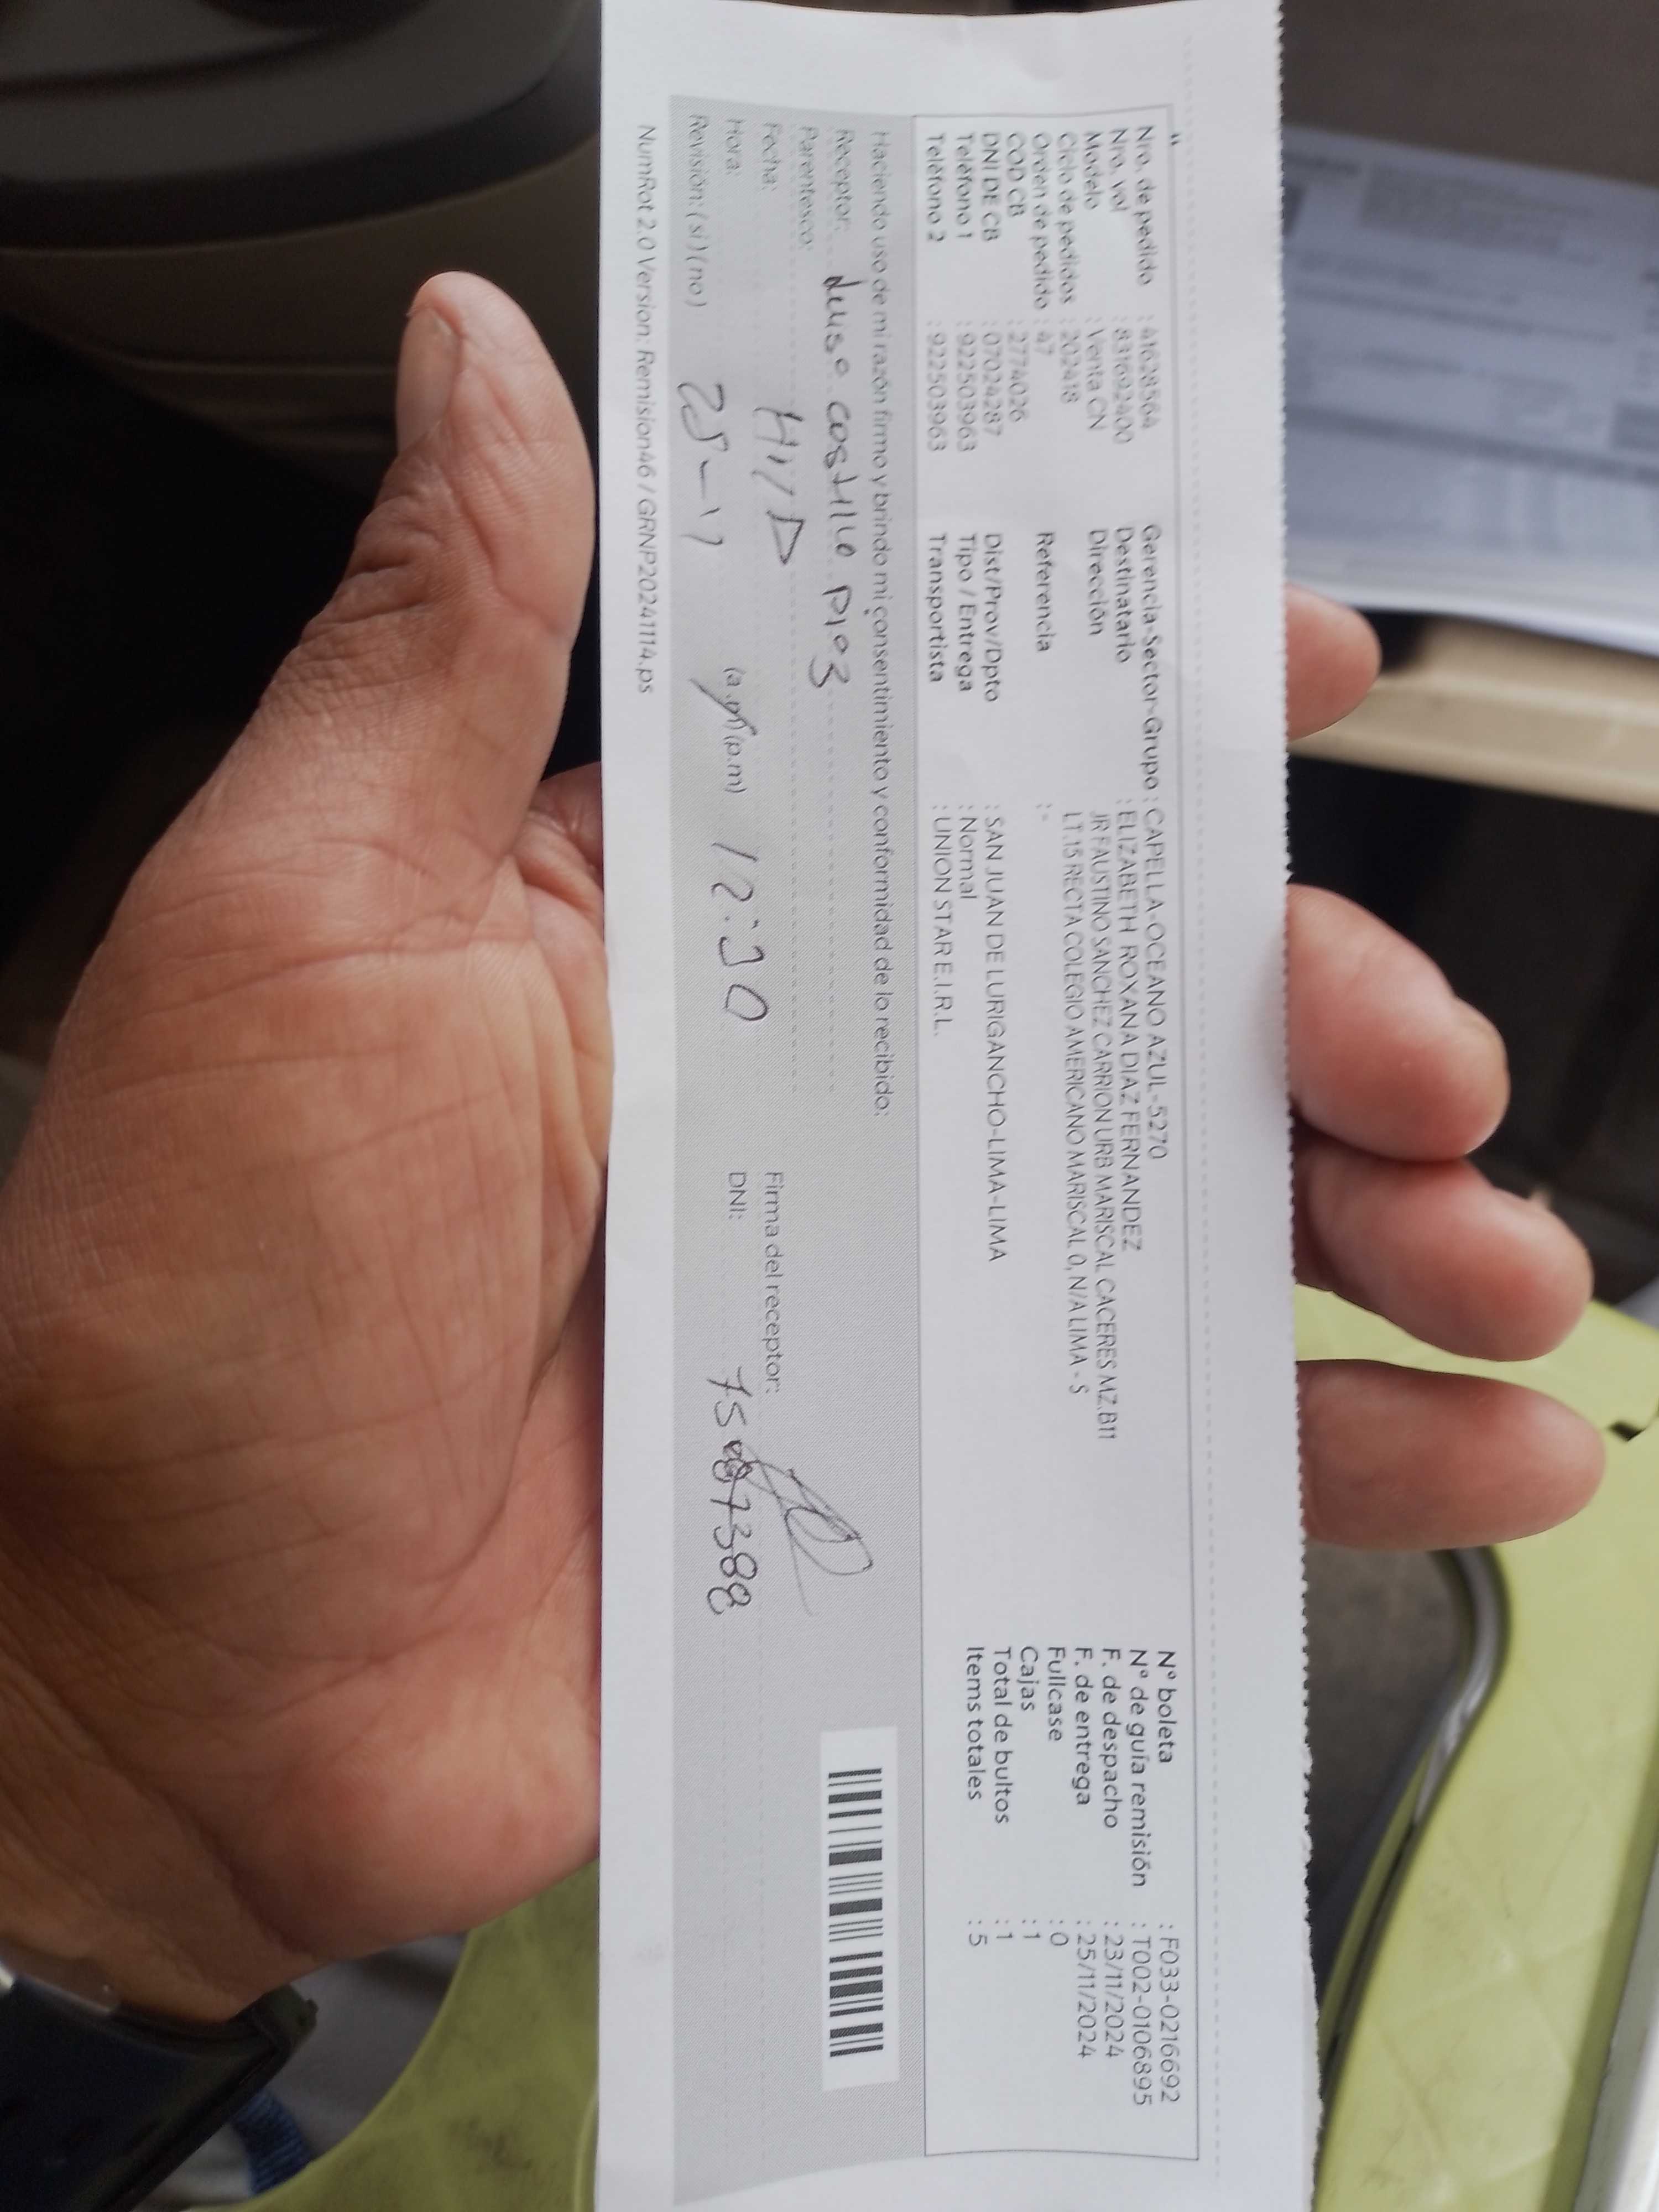 Nro. de pedido : 41628564
Nro. vol : 831692400
Modelo : Venta CN
Ciclo de pedidos : 202418
Orden de pedido : 47
COD CB : 2774026
DNI DE CB : 07024287
Teléfono 1 : 922503963
Teléfono 2 : 922503963
Gerencia-Sector-Grupo : CAPELLA-OCEANO AZUL-5270
Destinatario : ELIZABETH ROXANA DIAZ FERNANDEZ
Dirección JR FAUSTINO SANCHEZ CARRION URB MARISCAL CACERES MZ.B11
LT.15 RECTA COLEGIO AMERICANO MARISCAL 0, N/A LIMA - S
Referencia : -
Dist/Prov/Dpto : SAN JUAN DE LURIGANCHO-LIMA-LIMA
Tipo / Entrega : Normal
Transportista : UNION STAR E.I.R.L.
N° boleta : F033-0216692
N° de guía remisión : T002-0106895
F. de despacho : 23/11/2024
F. de entrega : 25/11/2024
Fullcase : 0
Cajas : 1
Total de bultos : 1
Items totales : 5
Haciendo uso de mi razón firmo y brindo mi consentimiento y conformidad de lo recibido:
Receptor: costillo
Parentesco:
Fecha:
Hora: (a.m) (p.m) 12:30
Revisión: (si) (no) 25-11
Firma del receptor:
DNI:
NumRot 2.0 Version: Remision46 / GRNP20241114.ps